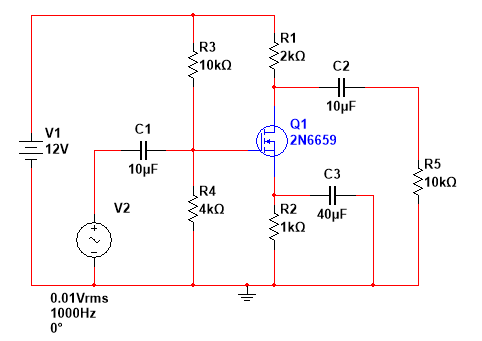 R1
2kΩ
R3
10kΩ
C2
10µF
Q1
2N6659
V1
12V
C1
10µF
R5
10kΩ
C3
40µF
R4
4kΩ
R2
1kΩ
V2
0.01Vrms
1000Hz
0°